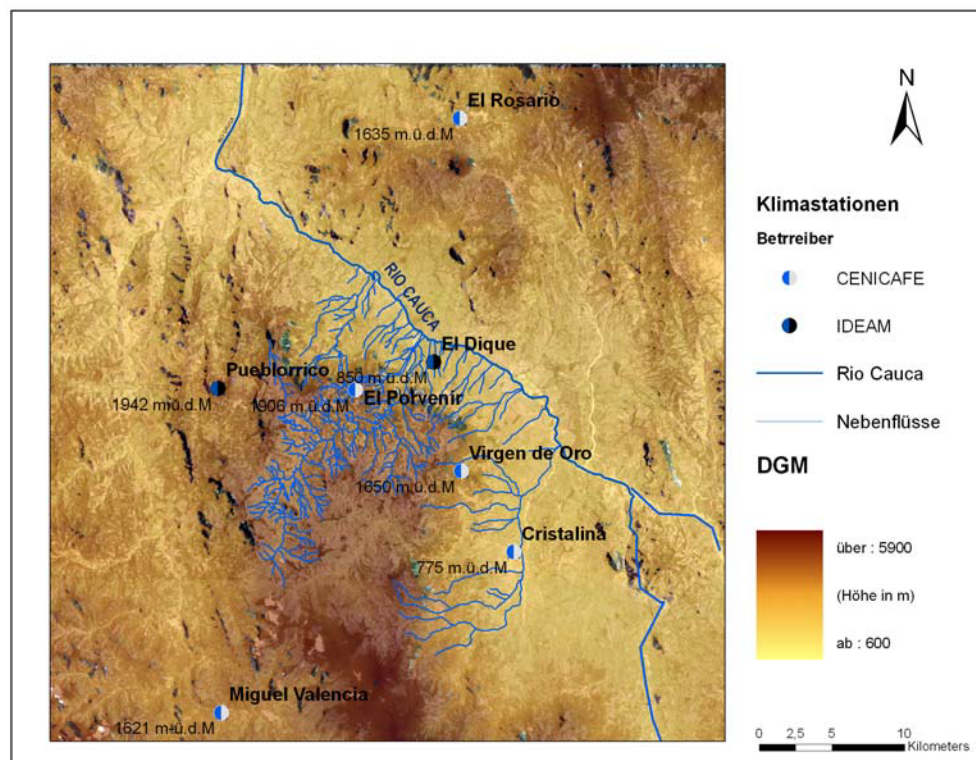 El Rosario
1635 m.ü.d.M
RIO CAUCA
El Dique
850 m.ü.d.M
Pueblorrico
1942 m.ü.d.M
1906 m.ü.d.M
El Porvenir
Virgen de Oro
1650 m.ü.d.M
Cristalina
775 m.ü.d.M
Miguel Valencia
1621 m.ü.d.M
N
Klimastationen
Betrreiber
CENICAFE
IDEAM
Rio Cauca
Nebenflüsse
DGM
über : 5900
(Höhe in m)
ab : 600
0 2,5 5 10
Kilometers